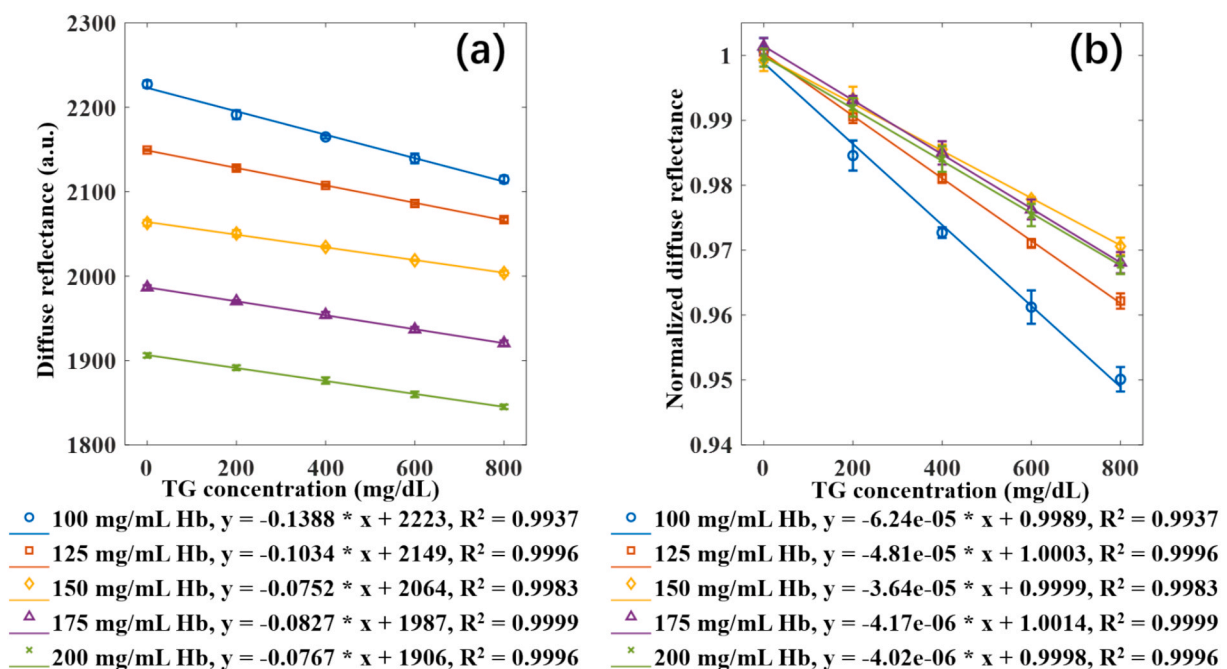 (a)
2300
2200
2100
2000
1900
1800
Diffuse reflectance (a.u.)
0 200 400 600 800
TG concentration (mg/dL)
100 mg/mL Hb, y = -0.1388 * x + 2223, R² = 0.9937
125 mg/mL Hb, y = -0.1034 * x + 2149, R² = 0.9996
150 mg/mL Hb, y = -0.0752 * x + 2064, R² = 0.9983
175 mg/mL Hb, y = -0.0827 * x + 1987, R² = 0.9999
200 mg/mL Hb, y = -0.0767 * x + 1906, R² = 0.9996
(b)
1
0.99
0.98
0.97
0.96
0.95
0.94
Normalized diffuse reflectance
0 200 400 600 800
TG concentration (mg/dL)
100 mg/mL Hb, y = -6.24e-05 * x + 0.9989, R² = 0.9937
125 mg/mL Hb, y = -4.81e-05 * x + 1.0003, R² = 0.9996
150 mg/mL Hb, y = -3.64e-05 * x + 0.9999, R² = 0.9983
175 mg/mL Hb, y = -4.17e-06 * x + 1.0014, R² = 0.9999
200 mg/mL Hb, y = -4.02e-06 * x + 0.9998, R² = 0.9996